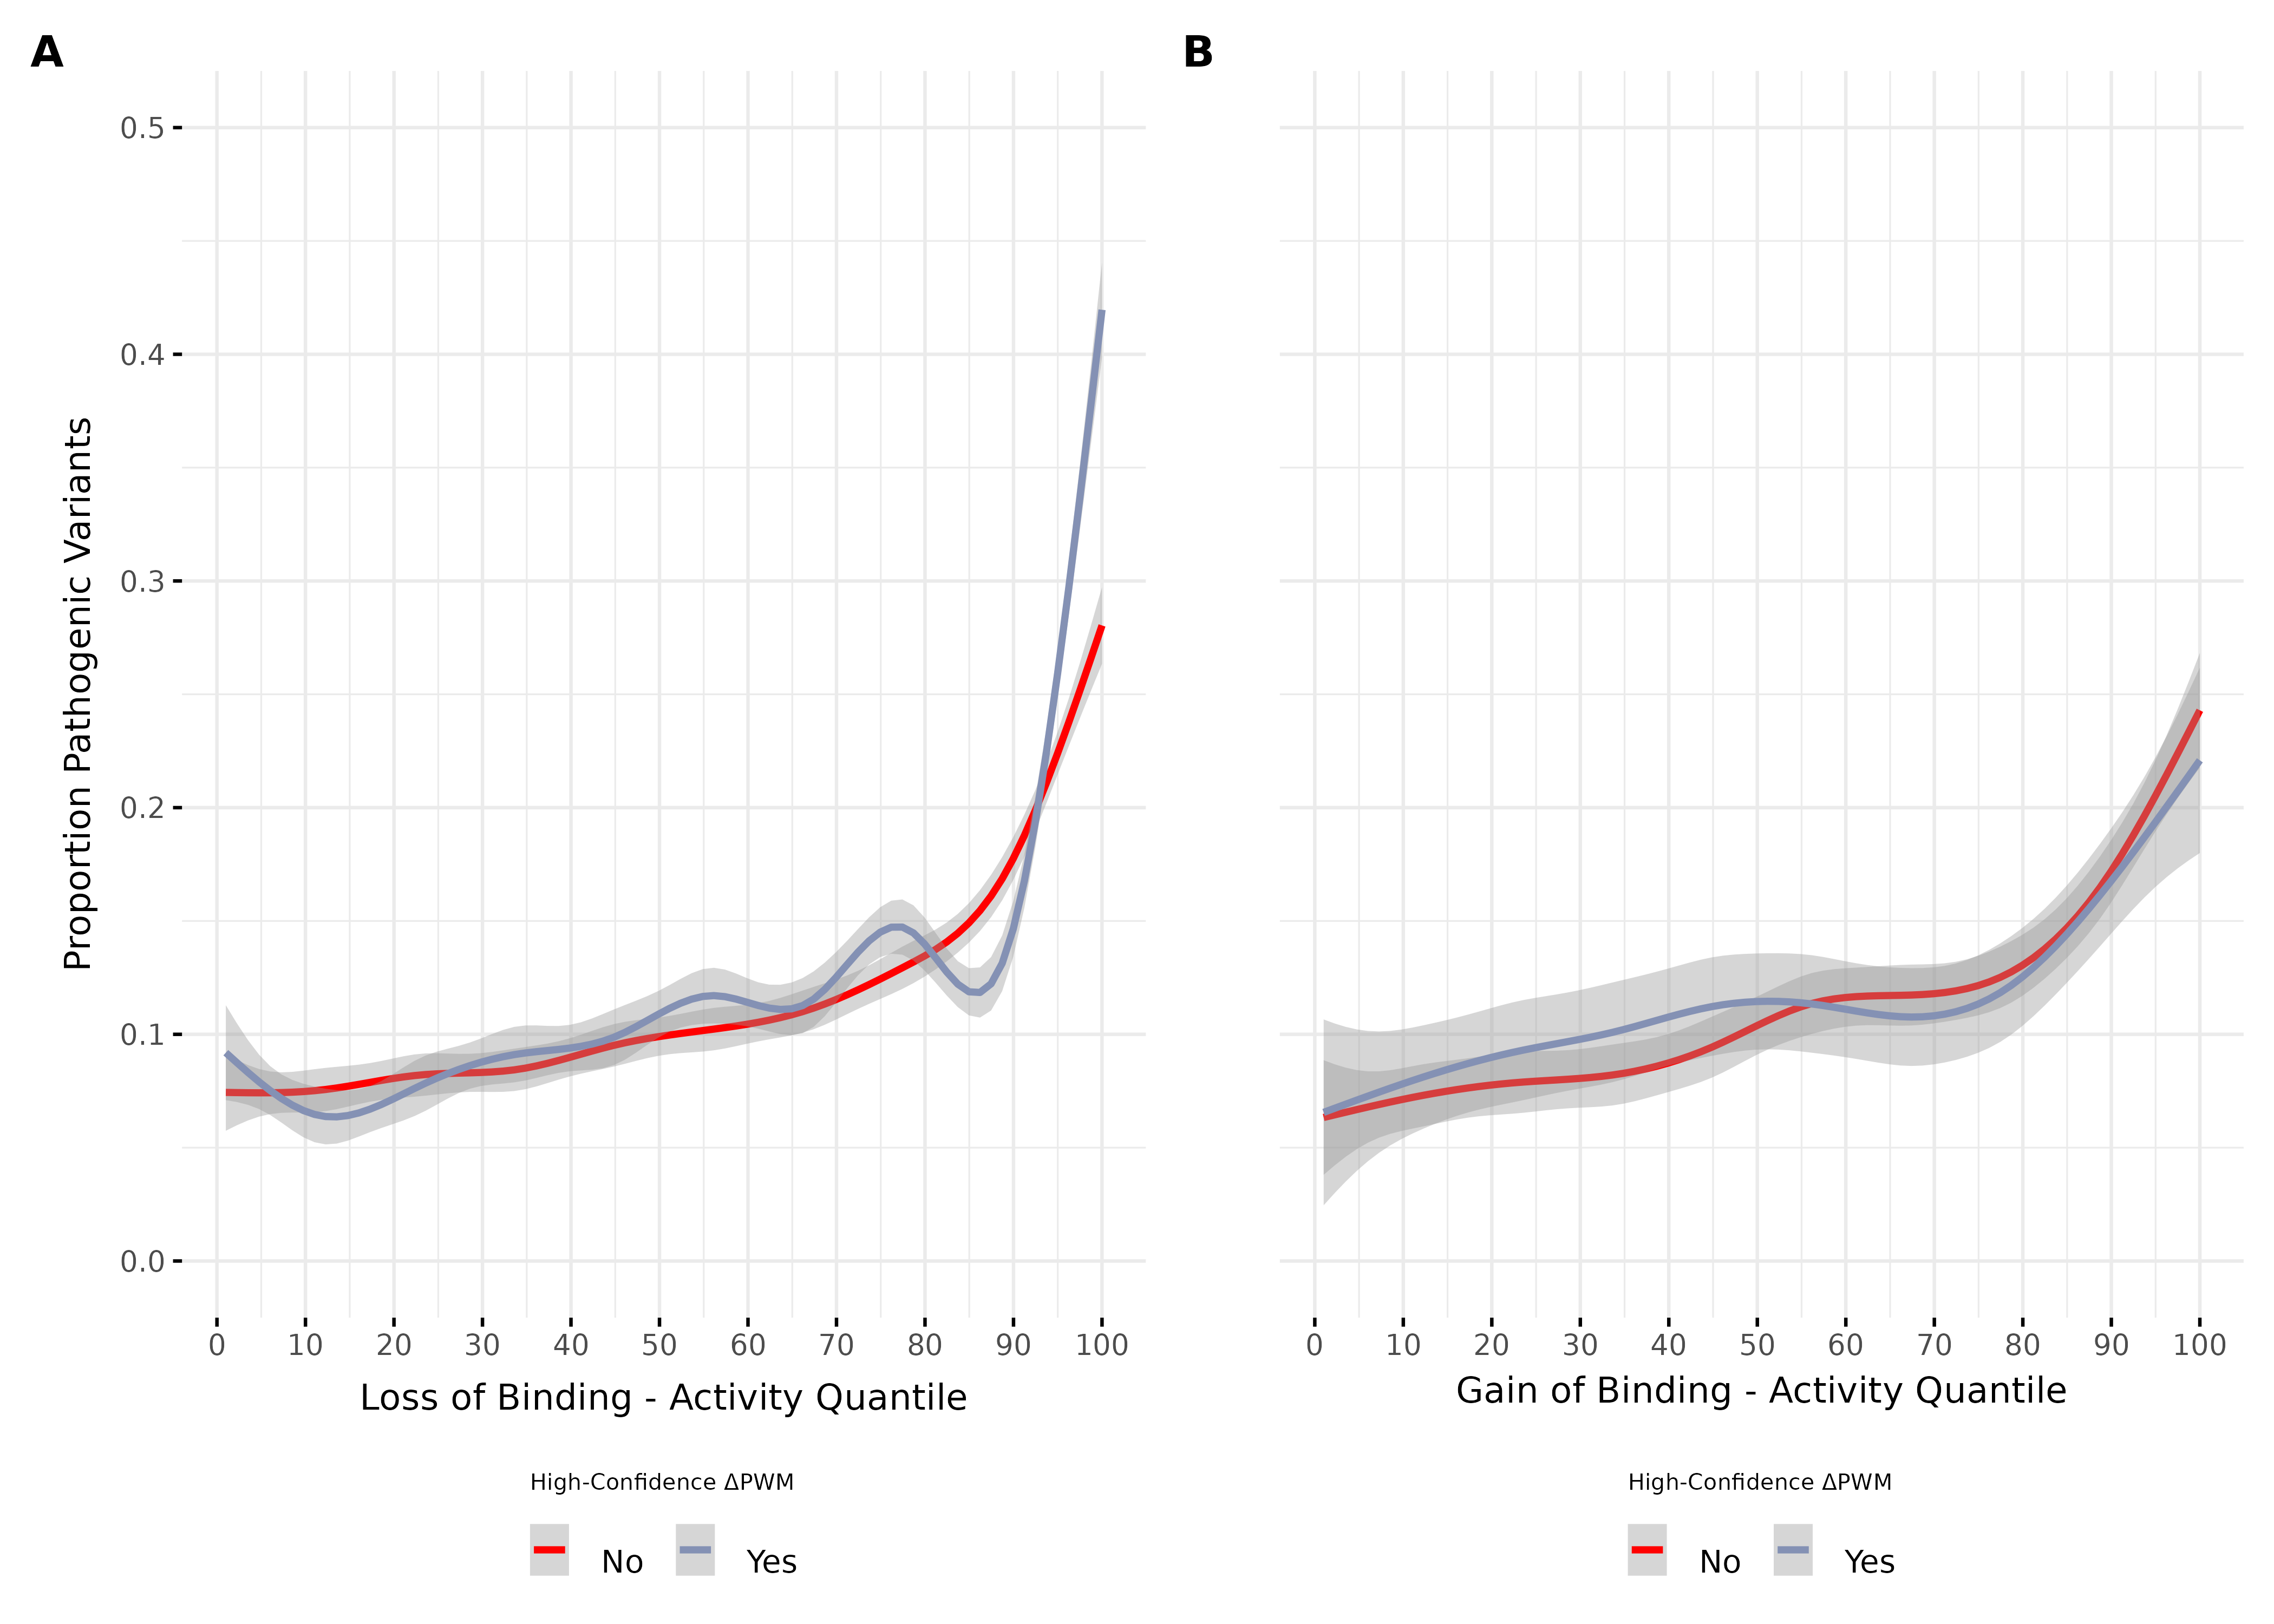 A
B
Proportion Pathogenic Variants
0.5
0.4
0.3
0.2
0.1
0.0
0 10 20 30 40 50 60 70 80 90 100
0 10 20 30 40 50 60 70 80 90 100
Loss of Binding - Activity Quantile
Gain of Binding - Activity Quantile
High-Confidence ΔPWM
No Yes
High-Confidence ΔPWM
No Yes